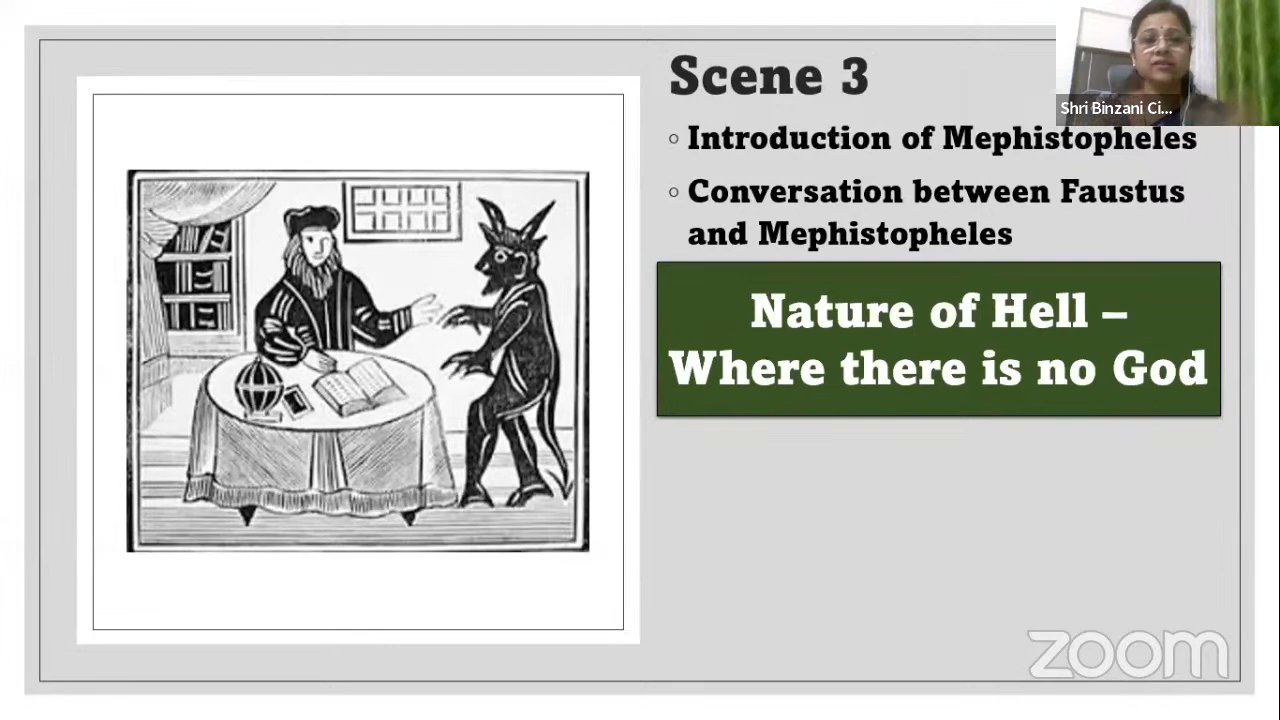 Scene 3
Shri Binzani Ci...
Introduction of Mephistopheles
Conversation between Faustus
and Mephistopheles
Nature of Hell –
Where there is no God
zoom